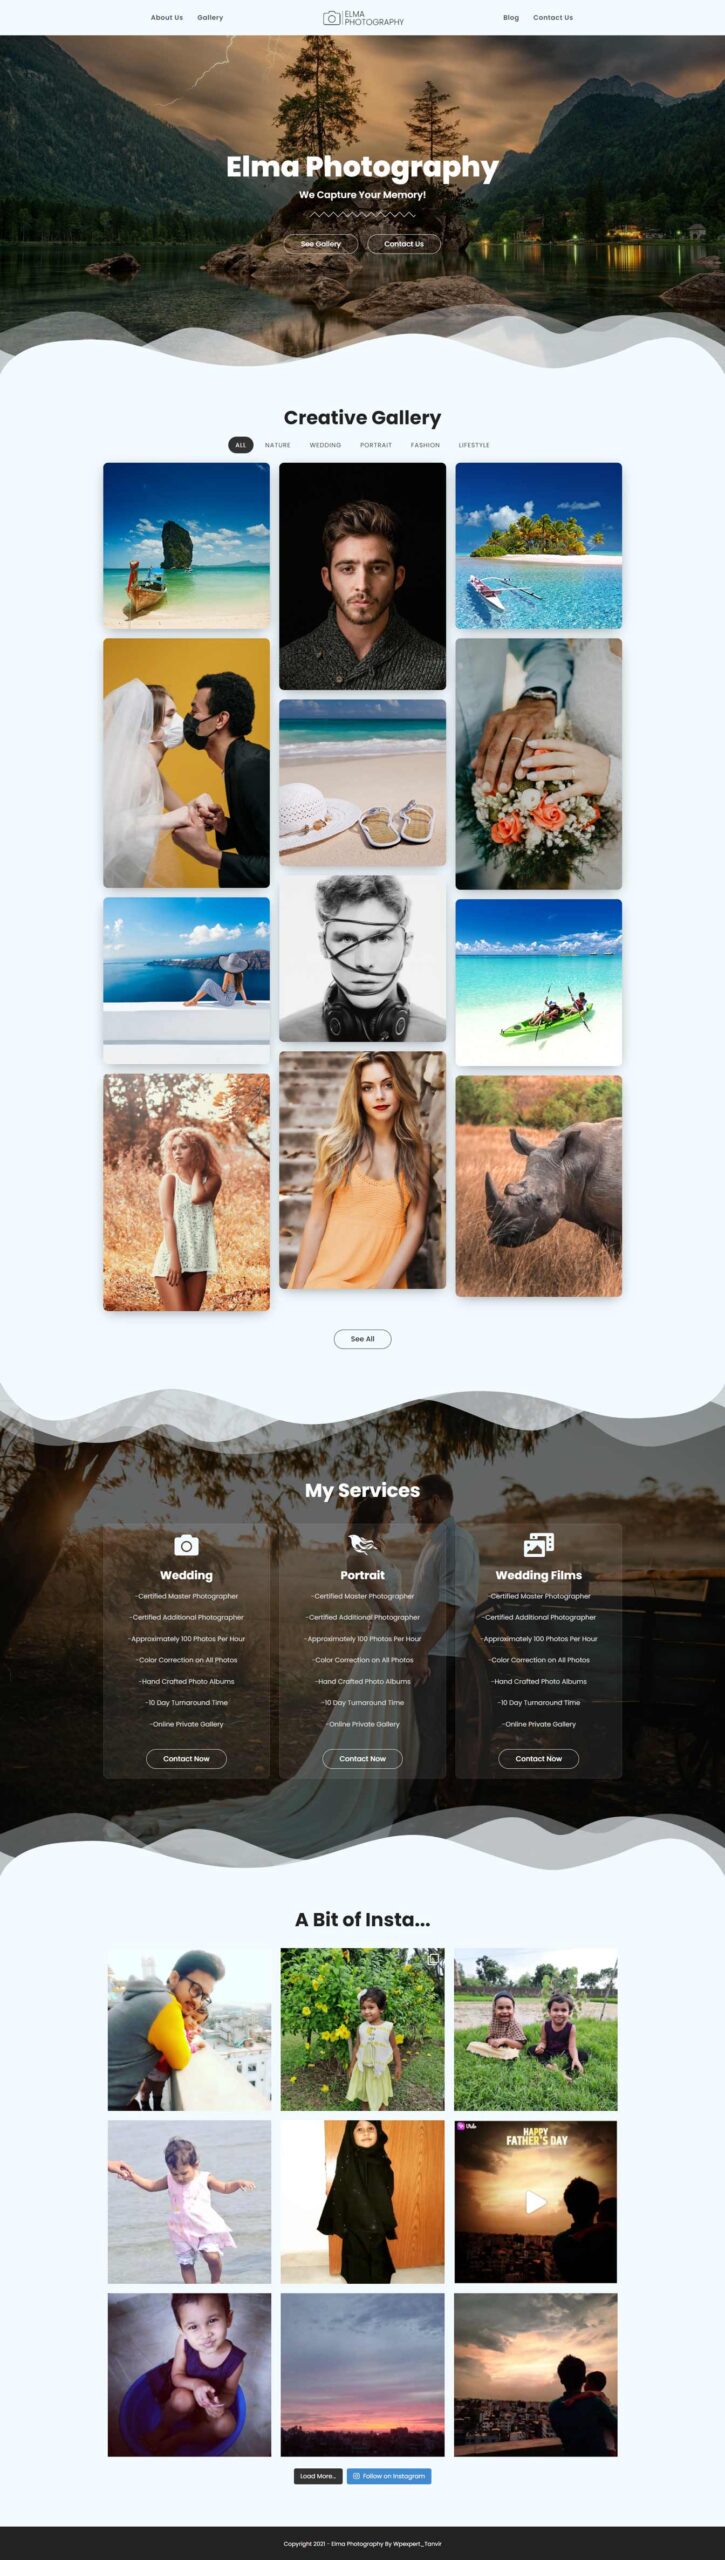 About Us
Gallery
ELMA
PHOTOGRAPHY
Blog
Contact Us
Elma Photography
We Capture Your Memory!
See Gallery
Contact Us
Creative Gallery
ALL
NATURE
WEDDING
PORTRAIT
FASHION
LIFESTYLE
See All
My Services
Wedding
-Certified Master Photographer
-Certified Additional Photographer
-Approximately 100 Photos Per Hour
-Color Correction on All Photos
-Hand Crafted Photo Albums
-10 Day Turnaround Time
-Online Private Gallery
Contact Now
Portrait
-Certified Master Photographer
-Certified Additional Photographer
-Approximately 100 Photos Per Hour
-Color Correction on All Photos
-Hand Crafted Photo Albums
-10 Day Turnaround Time
-Online Private Gallery
Contact Now
Wedding Films
-Certified Master Photographer
-Certified Additional Photographer
-Approximately 100 Photos Per Hour
-Color Correction on All Photos
-Hand Crafted Photo Albums
-10 Day Turnaround Time
-Online Private Gallery
Contact Now
A Bit of Insta...
HAPPY
FATHER'S DAY
Load More...
Follow on Instagram
Copyright 2021 - Elma Photography By Wpexpert_Tanvir